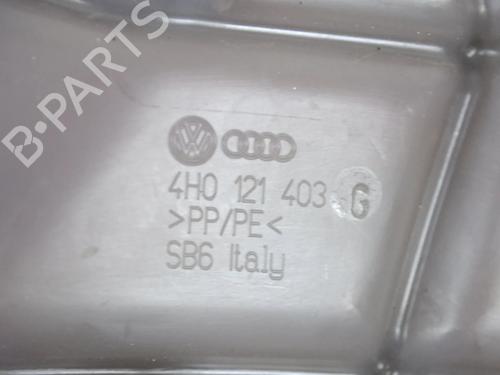 B-PARTS
4H0 121 403 G
>PP/PE<
SB6 Italy